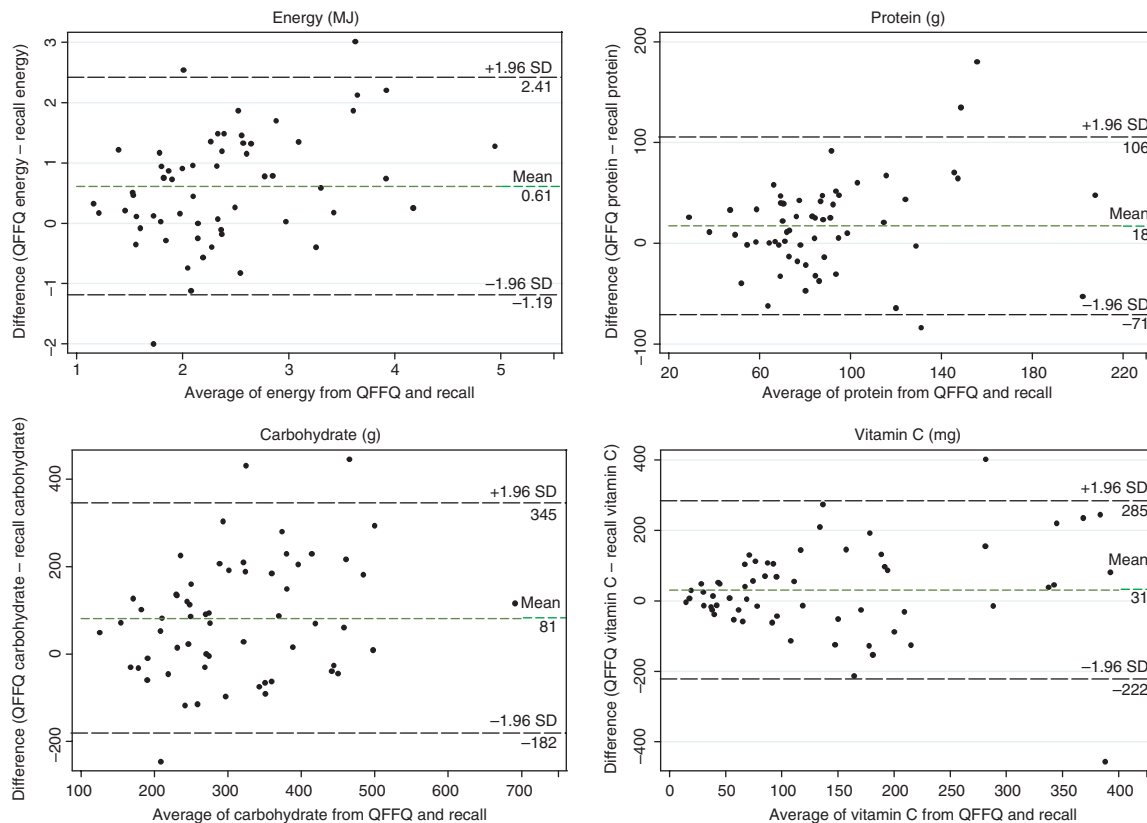 Energy (MJ)
Difference (QFFQ energy – recall energy)
3
2
1
0
–1
–2
+1.96 SD
2.41
Mean
0.61
–1.96 SD
–1.19
1
2
3
4
5
Average of energy from QFFQ and recall
Protein (g)
Difference (QFFQ protein – recall protein)
200
100
0
–100
+1.96 SD
106
Mean
18
–1.96 SD
–71
20
60
100
140
180
220
Average of protein from QFFQ and recall
Carbohydrate (g)
Difference (QFFQ carbohydrate – recall carbohydrate)
400
200
0
–200
+1.96 SD
345
Mean
81
–1.96 SD
–182
100
200
300
400
500
600
700
Average of carbohydrate from QFFQ and recall
Vitamin C (mg)
Difference (QFFQ vitamin C – recall vitamin C)
400
200
0
–200
–400
+1.96 SD
285
Mean
31
–1.96 SD
–222
0
50
100
150
200
250
300
350
400
Average of vitamin C from QFFQ and recall